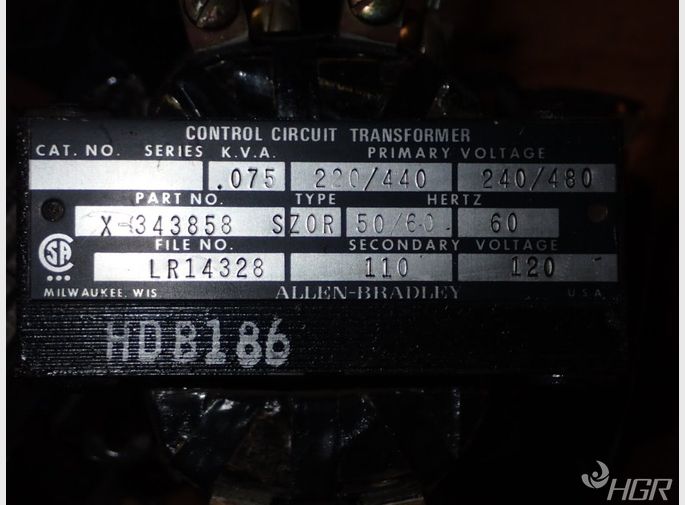 CONTROL CIRCUIT TRANSFORMER
CAT. NO. SERIES K.V.A. PRIMARY VOLTAGE
.075 220/440 240/480
PART NO. TYPE HERTZ
X-343858 SZOR 50/60 60
FILE NO. SECONDARY VOLTAGE
LR14328 110 120
MILWAUKEE, WIS ALLEN-BRADLEY U.S.A.
HDB186
HGR